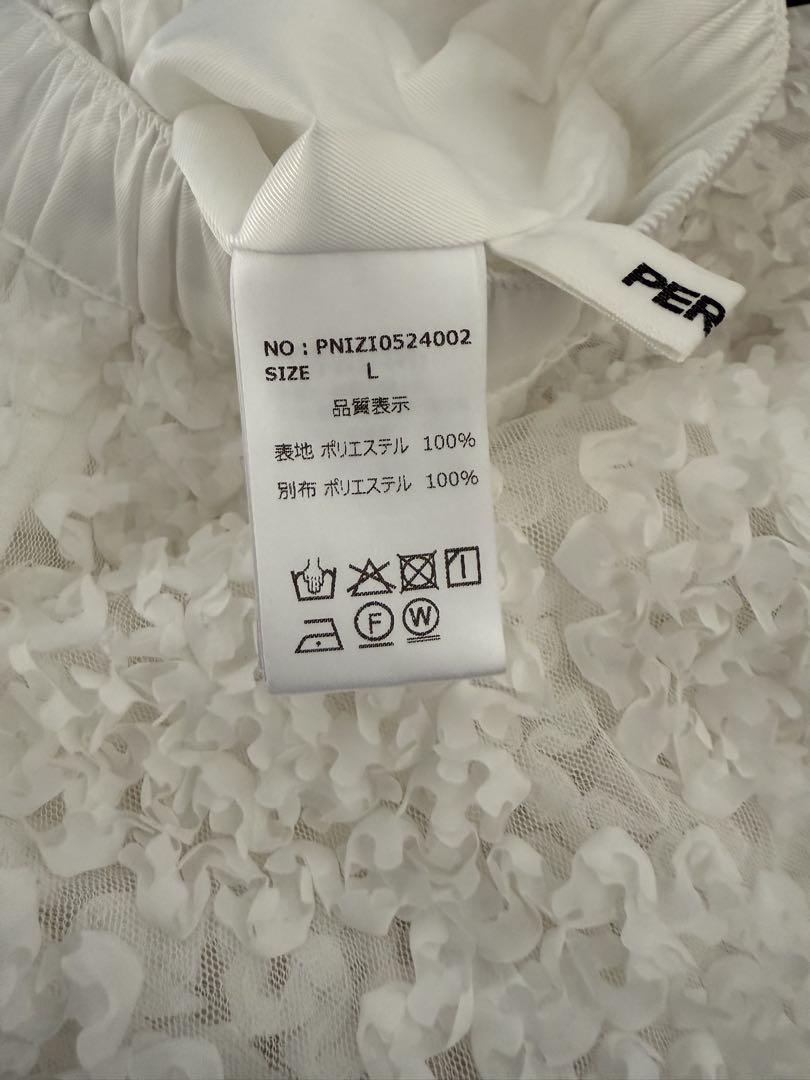 PER
NO : PNIZI0524002
SIZE L
品質表示
表地 ポリエステル 100%
別布 ポリエステル 100%
F W